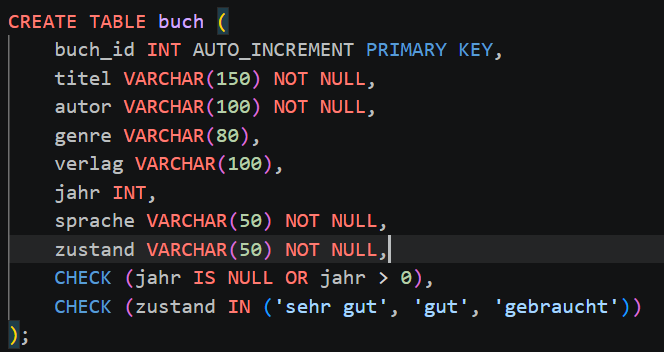 CREATE TABLE buch (
    buch_id INT AUTO_INCREMENT PRIMARY KEY,
    titel VARCHAR(150) NOT NULL,
    autor VARCHAR(100) NOT NULL,
    genre VARCHAR(80),
    verlag VARCHAR(100),
    jahr INT,
    sprache VARCHAR(50) NOT NULL,
    zustand VARCHAR(50) NOT NULL,
    CHECK (jahr IS NULL OR jahr > 0),
    CHECK (zustand IN ('sehr gut', 'gut', 'gebraucht'))
);